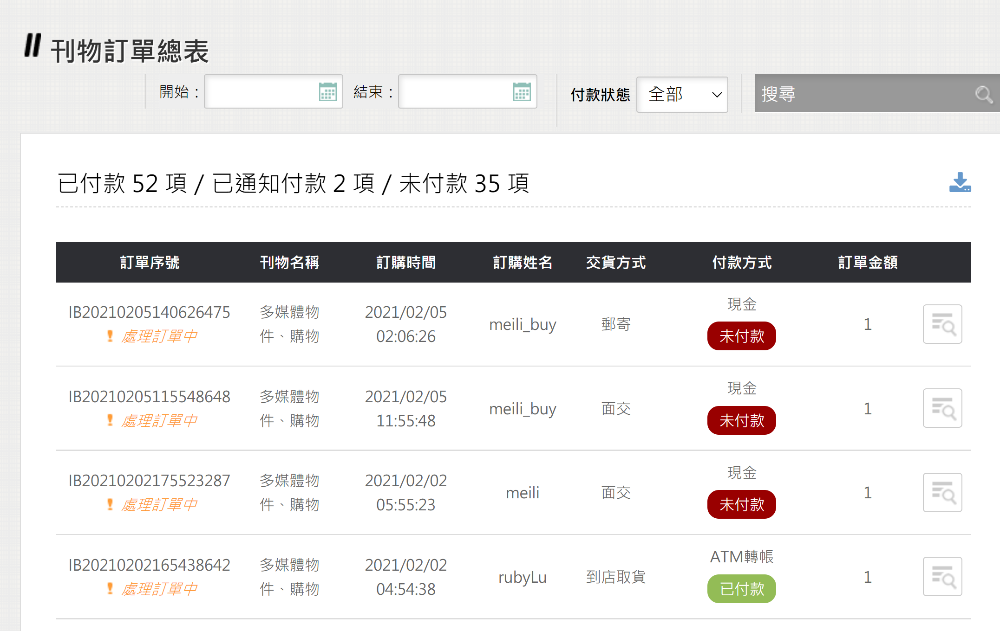 刊物訂單總表
開始：
結束：
付款狀態 全部
搜尋
已付款 52 項 / 已通知付款 2 項 / 未付款 35 項
訂單序號 刊物名稱 訂購時間 訂購姓名 交貨方式 付款方式 訂單金額
IB20210205140626475
處理訂單中
多媒體物
件、購物
2021/02/05
02:06:26
meili_buy
郵寄
現金
未付款
1
IB20210205115548648
處理訂單中
多媒體物
件、購物
2021/02/05
11:55:48
meili_buy
面交
現金
未付款
1
IB20210202175523287
處理訂單中
多媒體物
件、購物
2021/02/02
05:55:23
meili
面交
現金
未付款
1
IB20210202165438642
處理訂單中
多媒體物
件、購物
2021/02/02
04:54:38
rubyLu
到店取貨
ATM轉帳
已付款
1